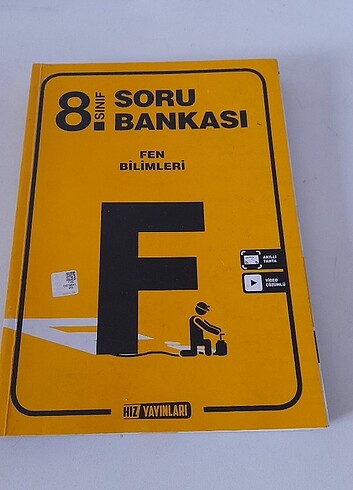 8. SINIF
SORU
BANKASI
FEN
BİLİMLERİ
F
AKILLI
TAHTA
VİDEO
ÇÖZÜMLÜ
HIZ YAYINLARI